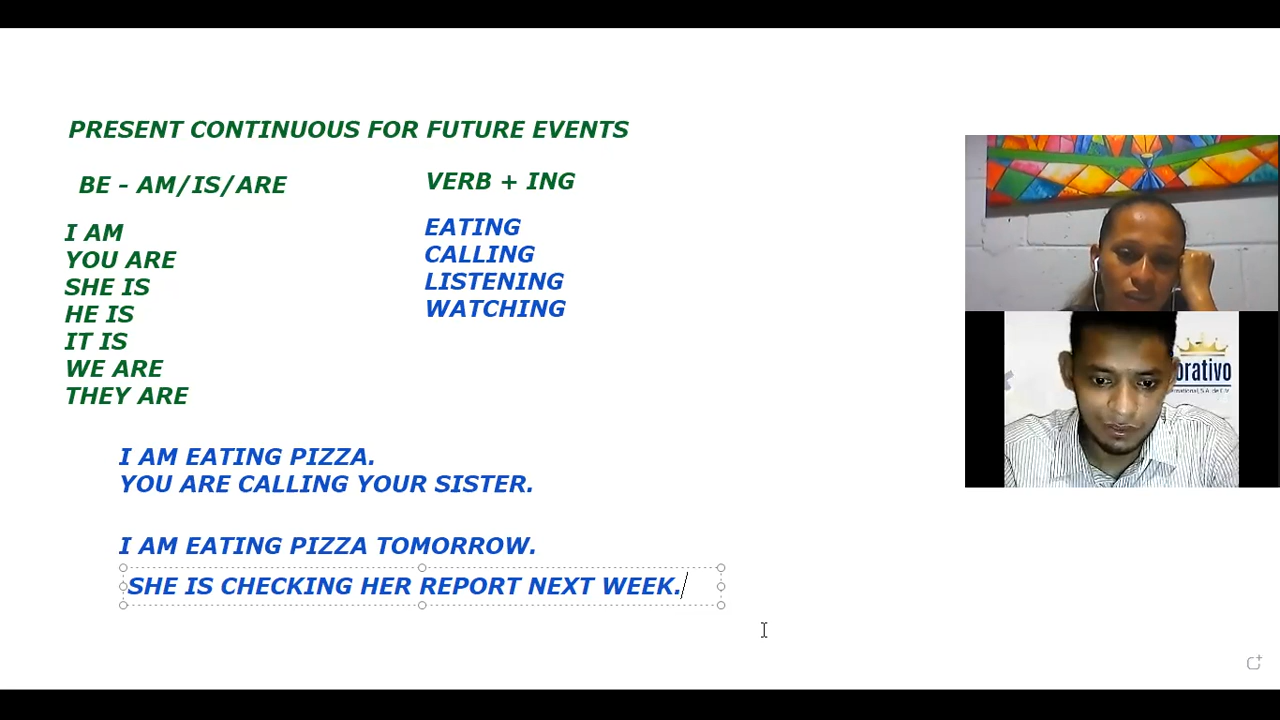 PRESENT CONTINUOUS FOR FUTURE EVENTS
BE - AM/IS/ARE
VERB + ING
I AM
YOU ARE
SHE IS
HE IS
IT IS
WE ARE
THEY ARE
EATING
CALLING
LISTENING
WATCHING
I AM EATING PIZZA.
YOU ARE CALLING YOUR SISTER.
I AM EATING PIZZA TOMORROW.
SHE IS CHECKING HER REPORT NEXT WEEK.
orativo